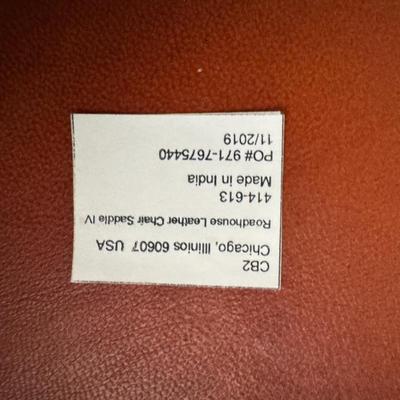 CB2
Chicago, Illinios 60607 USA
Roadhouse Leather Chair Saddle IV
414-613
Made in India
PO# 971-7675440
11/2019